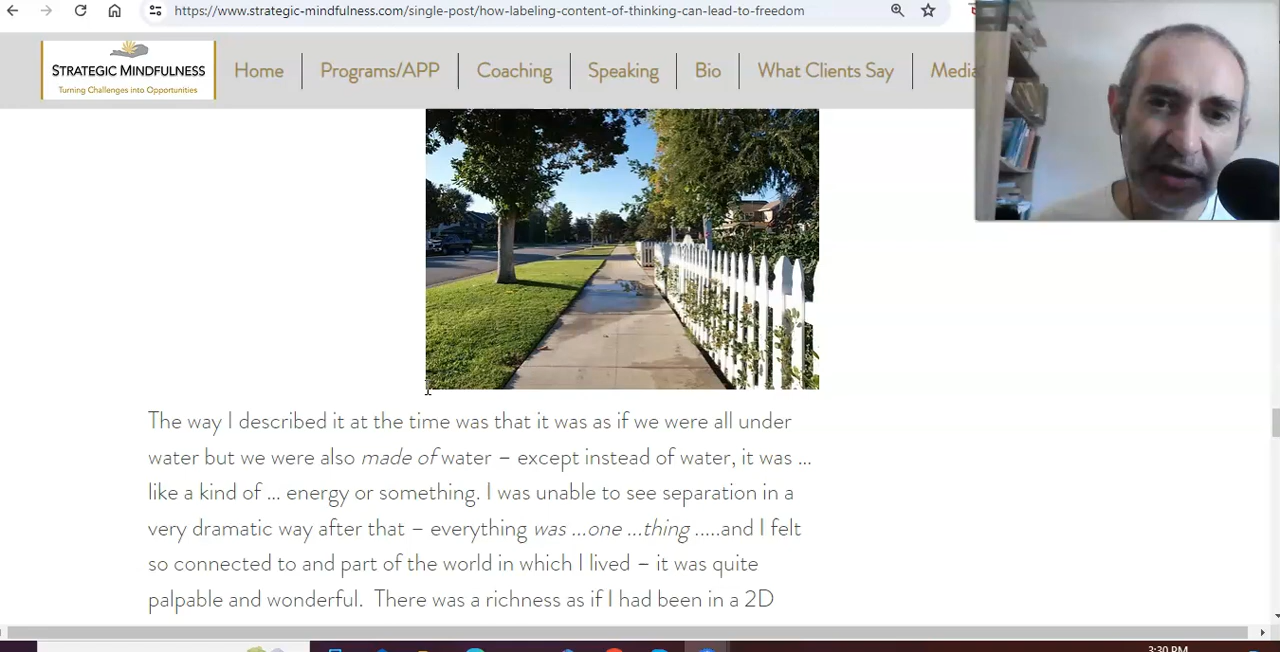 https://www.strategic-mindfulness.com/single-post/how-labeling-content-of-thinking-can-lead-to-freedom
STRATEGIC MINDFULNESS
Turning Challenges into Opportunities
Home
Programs/APP
Coaching
Speaking
Bio
What Clients Say
Media
The way I described it at the time was that it was as if we were all under
water but we were also made of water – except instead of water, it was ...
like a kind of ... energy or something. I was unable to see separation in a
very dramatic way after that – everything was ...one ...thing .....and I felt
so connected to and part of the world in which I lived – it was quite
palpable and wonderful. There was a richness as if I had been in a 2D
3:30 PM